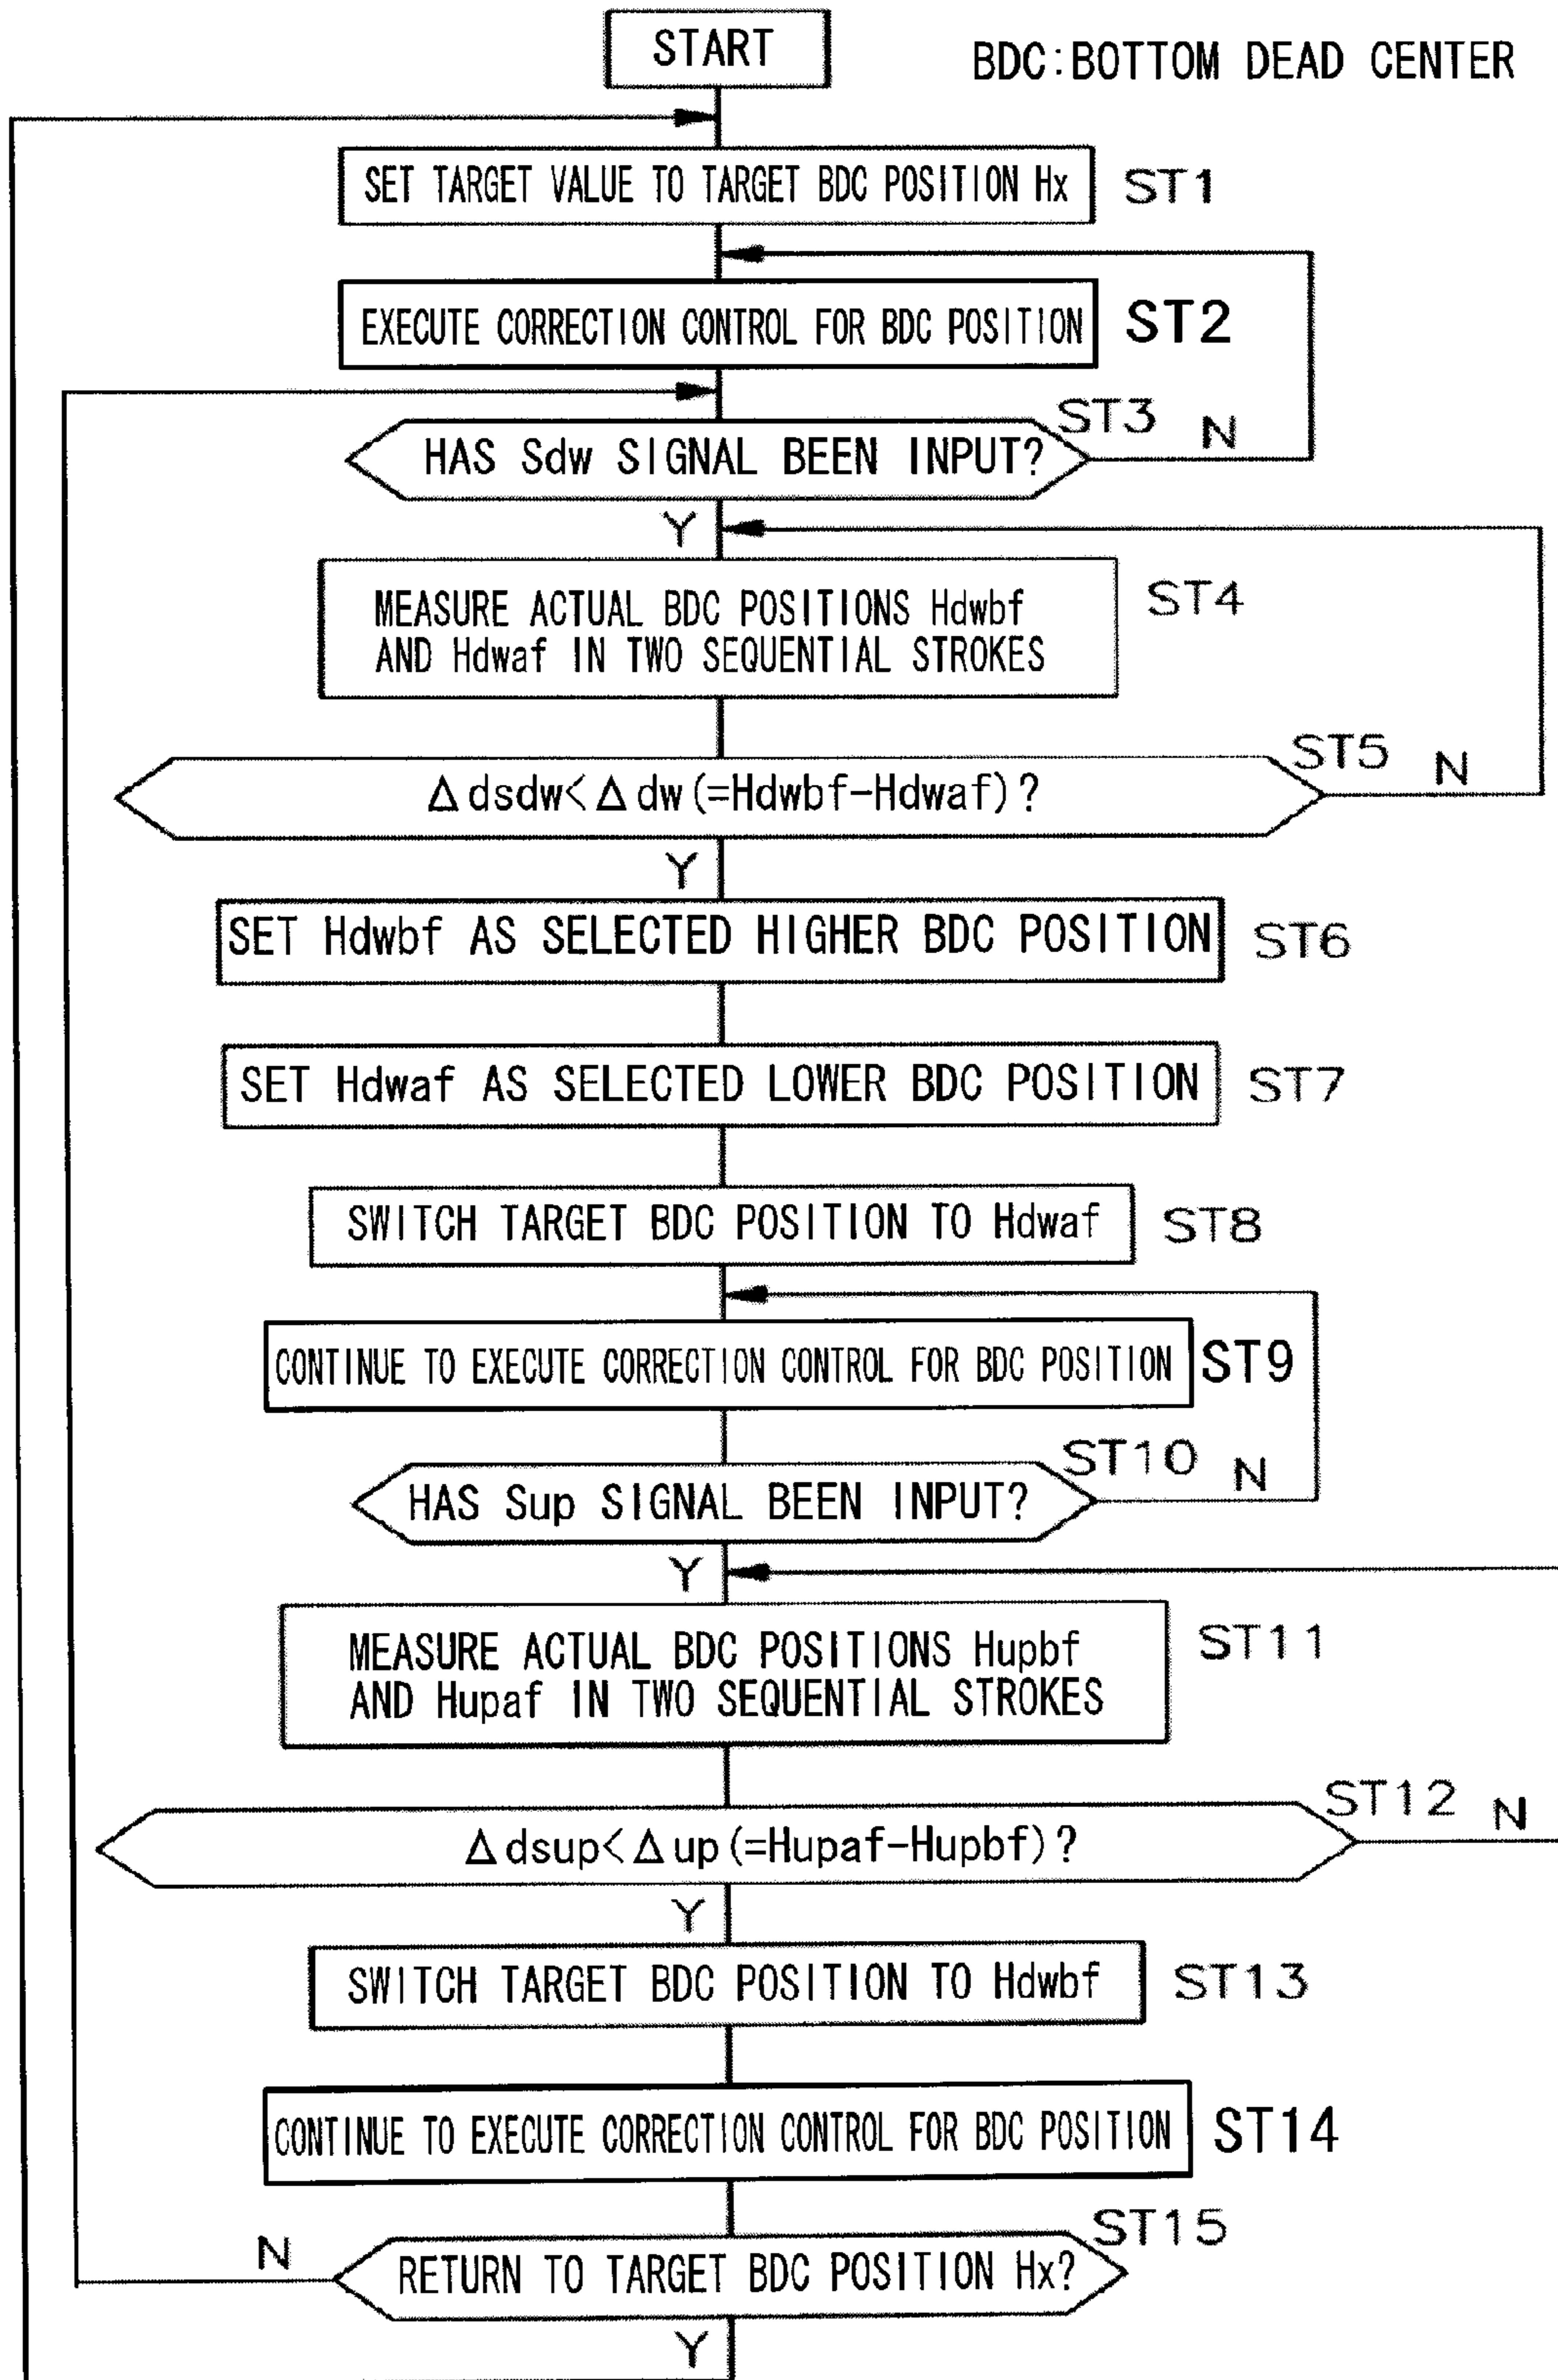 START
BDC:BOTTOM DEAD CENTER
SET TARGET VALUE TO TARGET BDC POSITION Hx
ST1
EXECUTE CORRECTION CONTROL FOR BDC POSITION
ST2
ST3
N
HAS Sdw SIGNAL BEEN INPUT?
Y
MEASURE ACTUAL BDC POSITIONS Hdwbf
AND Hdwaf IN TWO SEQUENTIAL STROKES
ST4
ST5
N
Δdsdw<Δdw(=Hdwbf-Hdwaf)?
Y
SET Hdwbf AS SELECTED HIGHER BDC POSITION
ST6
SET Hdwaf AS SELECTED LOWER BDC POSITION
ST7
SWITCH TARGET BDC POSITION TO Hdwaf
ST8
CONTINUE TO EXECUTE CORRECTION CONTROL FOR BDC POSITION
ST9
ST10
N
HAS Sup SIGNAL BEEN INPUT?
Y
MEASURE ACTUAL BDC POSITIONS Hupbf
AND Hupaf IN TWO SEQUENTIAL STROKES
ST11
ST12
N
Δdsup<Δup(=Hupaf-Hupbf)?
Y
SWITCH TARGET BDC POSITION TO Hdwbf
ST13
CONTINUE TO EXECUTE CORRECTION CONTROL FOR BDC POSITION
ST14
ST15
N
RETURN TO TARGET BDC POSITION Hx?
Y